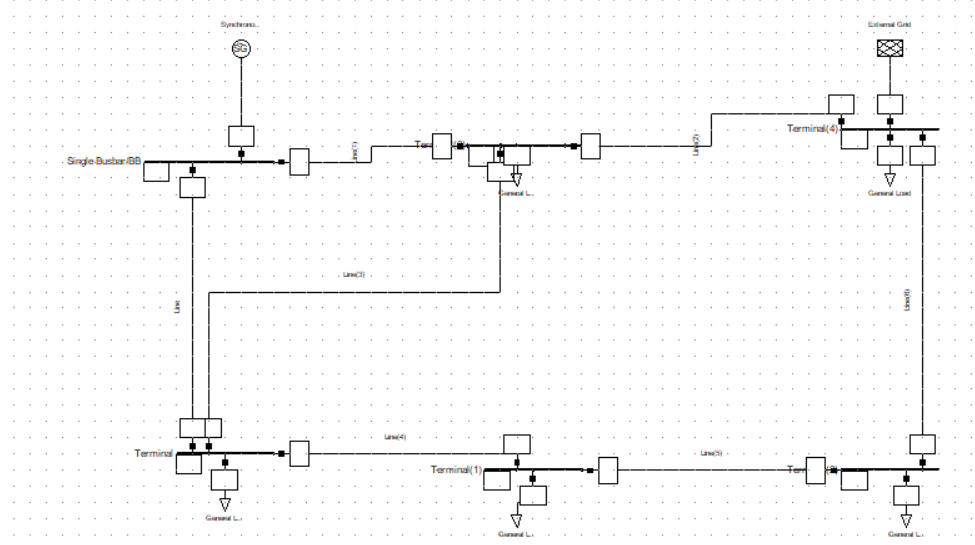 Synchrono..
External Grid
SG
Terminal(4)
Line(1)
Line(2)
Single-Busbar/BB
General L..
General Load
Line(3)
Line
Line(6)
Line(4)
Terminal
Line(5)
Terminal(1)
General L..
General L..
General L..